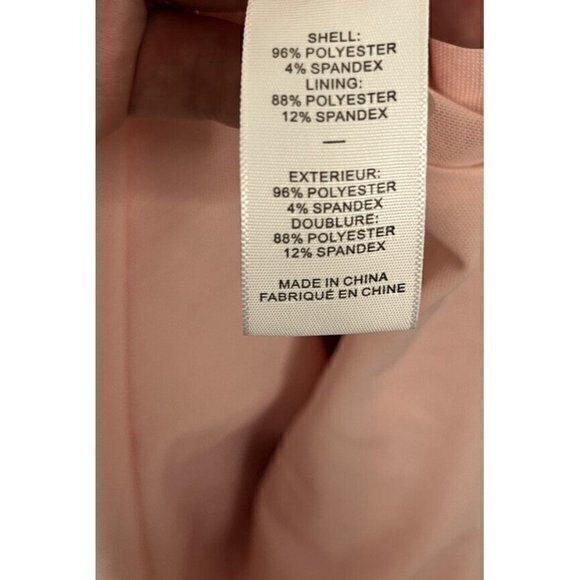 SHELL:
96% POLYESTER
4% SPANDEX
LINING:
88% POLYESTER
12% SPANDEX
—
EXTERIEUR:
96% POLYESTER
4% SPANDEX
DOUBLURE:
88% POLYESTER
12% SPANDEX
MADE IN CHINA
FABRIQUÉ EN CHINE